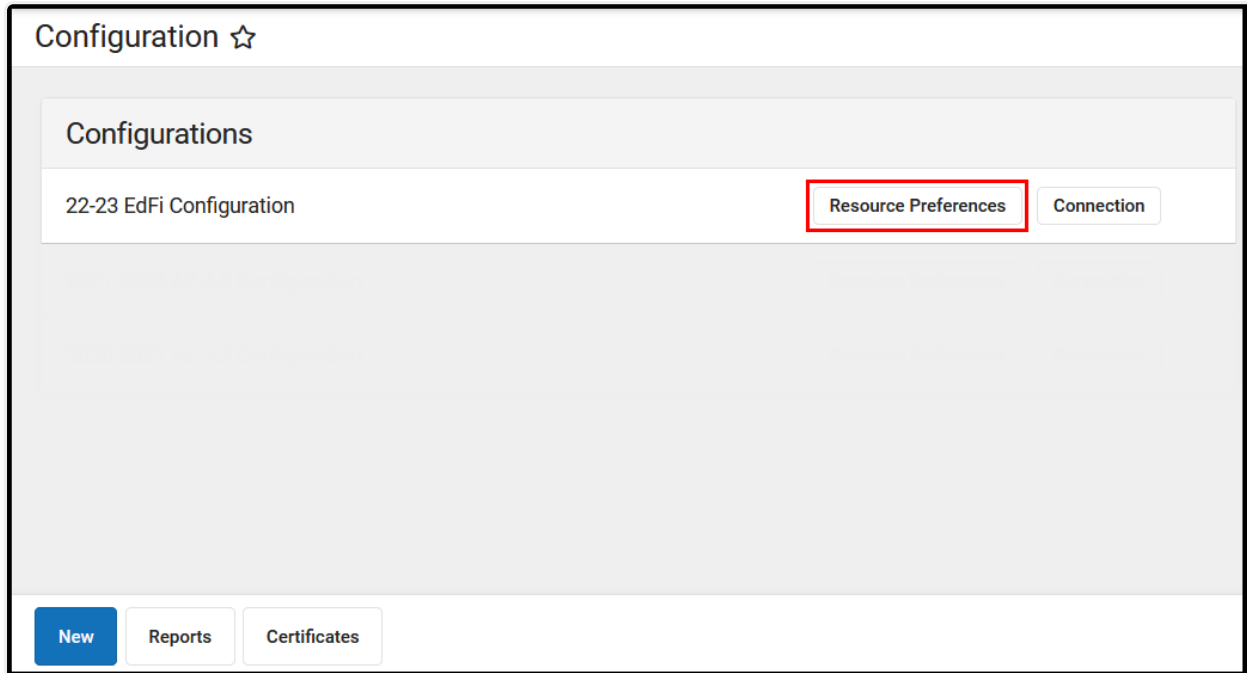 Configuration
Configurations
22-23 EdFi Configuration Resource Preferences Connection
New Reports Certificates